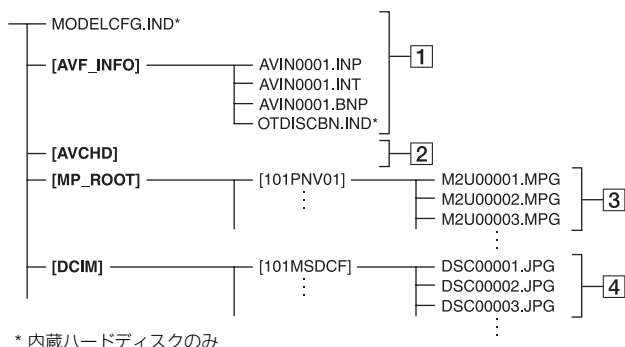 MODELCFG.IND*
[AVF_INFO]
AVIN0001.INP
AVIN0001.INT
AVIN0001.BNP
OTDISCBN.IND*
1
[AVCHD]
2
[MP_ROOT]
[101PNV01]
M2U00001.MPG
M2U00002.MPG
M2U00003.MPG
3
[DCIM]
[101MSDCF]
DSC00001.JPG
DSC00002.JPG
DSC00003.JPG
4
* 内蔵ハードディスクのみ